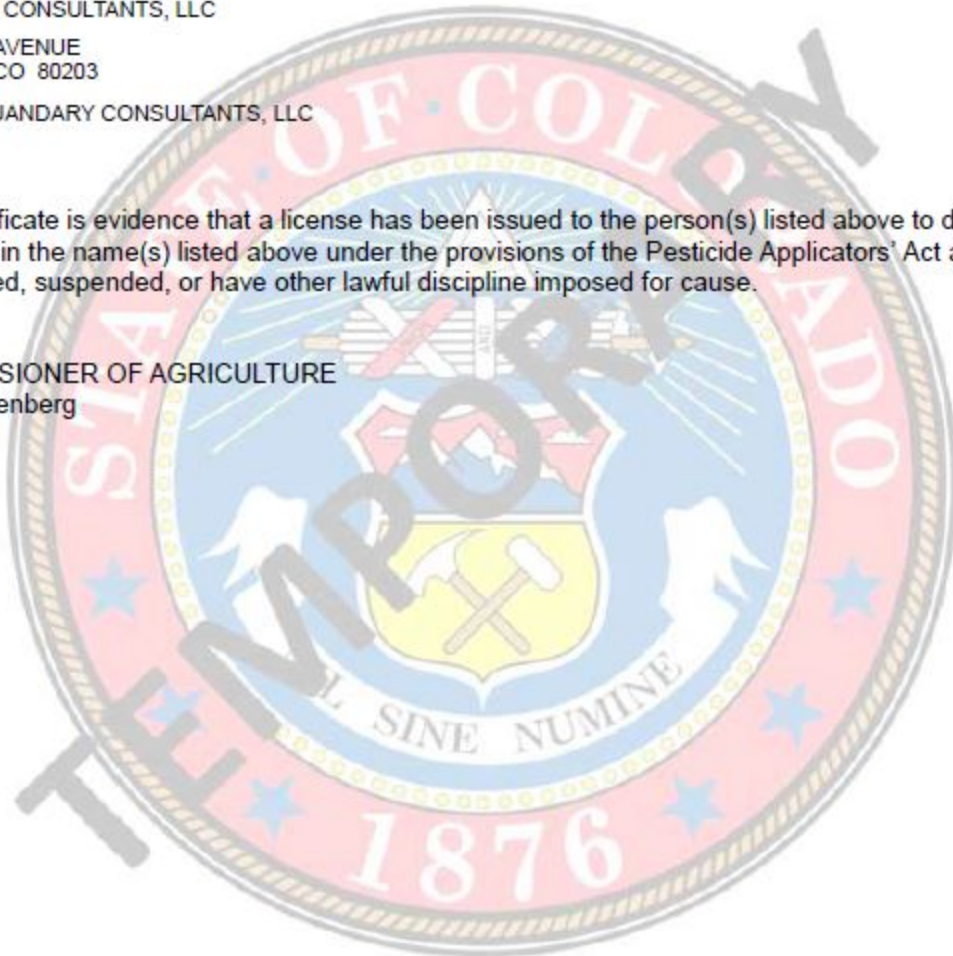 CONSULTANTS, LLC
AVENUE
CO 80203
UANDARY CONSULTANTS, LLC
ficate is evidence that a license has been issued to the person(s) listed above to d
in the name(s) listed above under the provisions of the Pesticide Applicators' Act a
ed, suspended, or have other lawful discipline imposed for cause.
SIONER OF AGRICULTURE
enberg
TEMPORARY
STATE OF COLORADO
L SINE NUMINE
1876